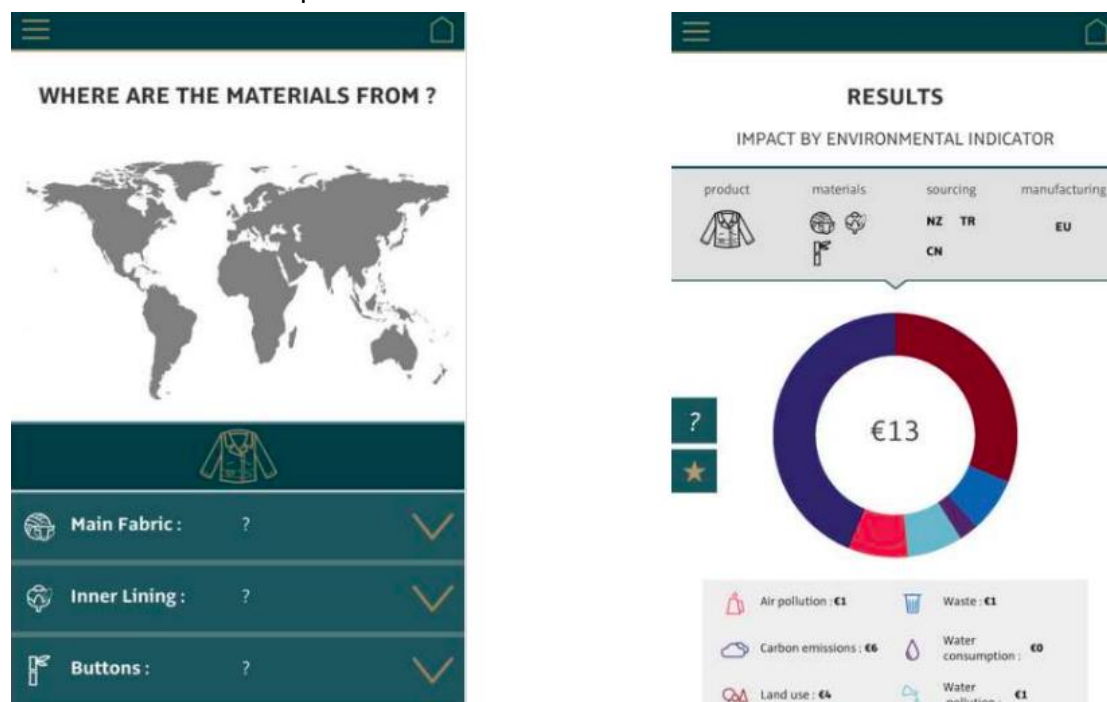 WHERE ARE THE MATERIALS FROM ?
Main Fabric : ?
Inner Lining : ?
Buttons : ?
RESULTS
IMPACT BY ENVIRONMENTAL INDICATOR
product materials sourcing manufacturing
NZ TR EU
CN
?
€13
Air pollution : €1 Waste : €1
Carbon emissions : €6 Water consumption : €0
Land use : €4 Water pollution : €1